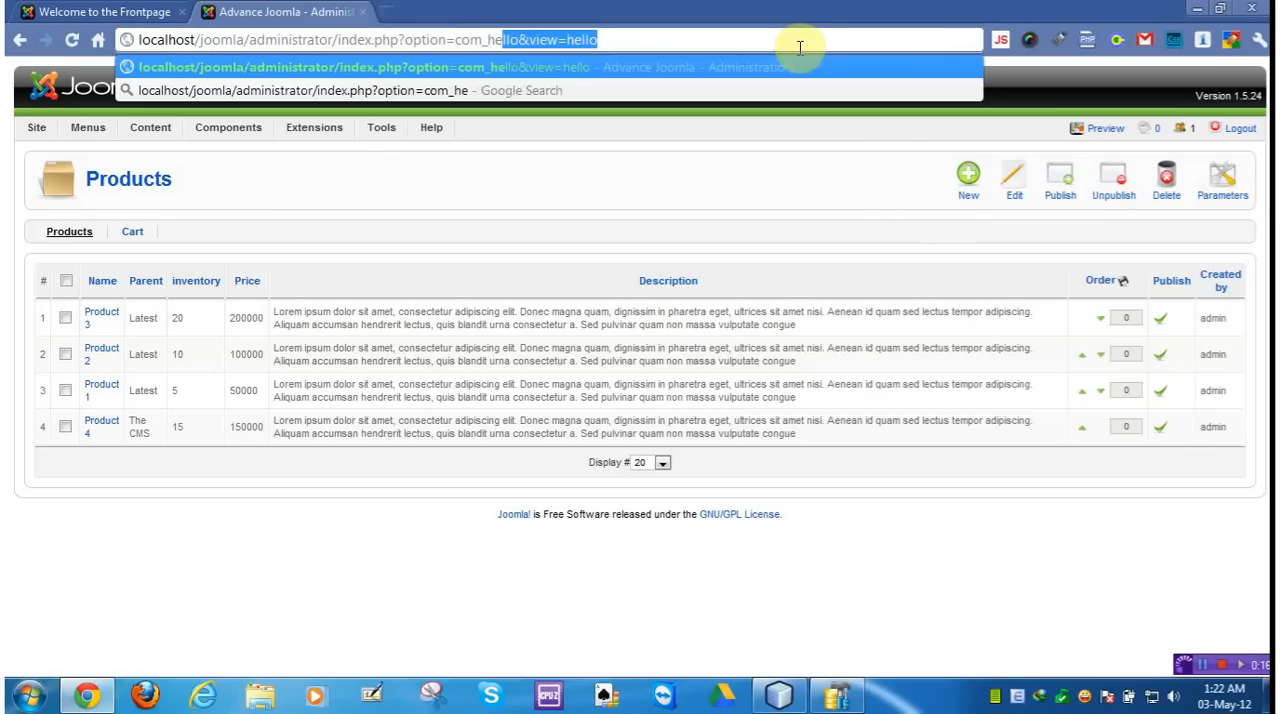 Welcome to the Frontpage
Advance Joomla - Administ
localhost/joomla/administrator/index.php?option=com_hello&view=hello
localhost/joomla/administrator/index.php?option=com_hello&view=hello - Advance Joomla - Administratio
localhost/joomla/administrator/index.php?option=com_he - Google Search
JS
PHP
Css
Joo
Version 1.5.24
Site Menus Content Components Extensions Tools Help
Preview 0 1 Logout
Products
New Edit Publish Unpublish Delete Parameters
Products Cart
# Name Parent inventory Price Description Order Publish Created by
1 Product 3 Latest 20 200000 Lorem ipsum dolor sit amet, consectetur adipiscing elit. Donec magna quam, dignissim in pharetra eget, ultrices sit amet nisi. Aenean id quam sed lectus tempor adipiscing.
Aliquam accumsan hendrerit lectus, quis blandit urna consectetur a. Sed pulvinar quam non massa vulputate congue 0 admin
2 Product 2 Latest 10 100000 Lorem ipsum dolor sit amet, consectetur adipiscing elit. Donec magna quam, dignissim in pharetra eget, ultrices sit amet nisi. Aenean id quam sed lectus tempor adipiscing.
Aliquam accumsan hendrerit lectus, quis blandit urna consectetur a. Sed pulvinar quam non massa vulputate congue 0 admin
3 Product 1 Latest 5 50000 Lorem ipsum dolor sit amet, consectetur adipiscing elit. Donec magna quam, dignissim in pharetra eget, ultrices sit amet nisi. Aenean id quam sed lectus tempor adipiscing.
Aliquam accumsan hendrerit lectus, quis blandit urna consectetur a. Sed pulvinar quam non massa vulputate congue 0 admin
4 Product 4 The CMS 15 150000 Lorem ipsum dolor sit amet, consectetur adipiscing elit. Donec magna quam, dignissim in pharetra eget, ultrices sit amet nisi. Aenean id quam sed lectus tempor adipiscing.
Aliquam accumsan hendrerit lectus, quis blandit urna consectetur a. Sed pulvinar quam non massa vulputate congue 0 admin
Display # 20
Joomla! is Free Software released under the GNU/GPL License.
0:16
CPU Z
1:22 AM
03-May-12